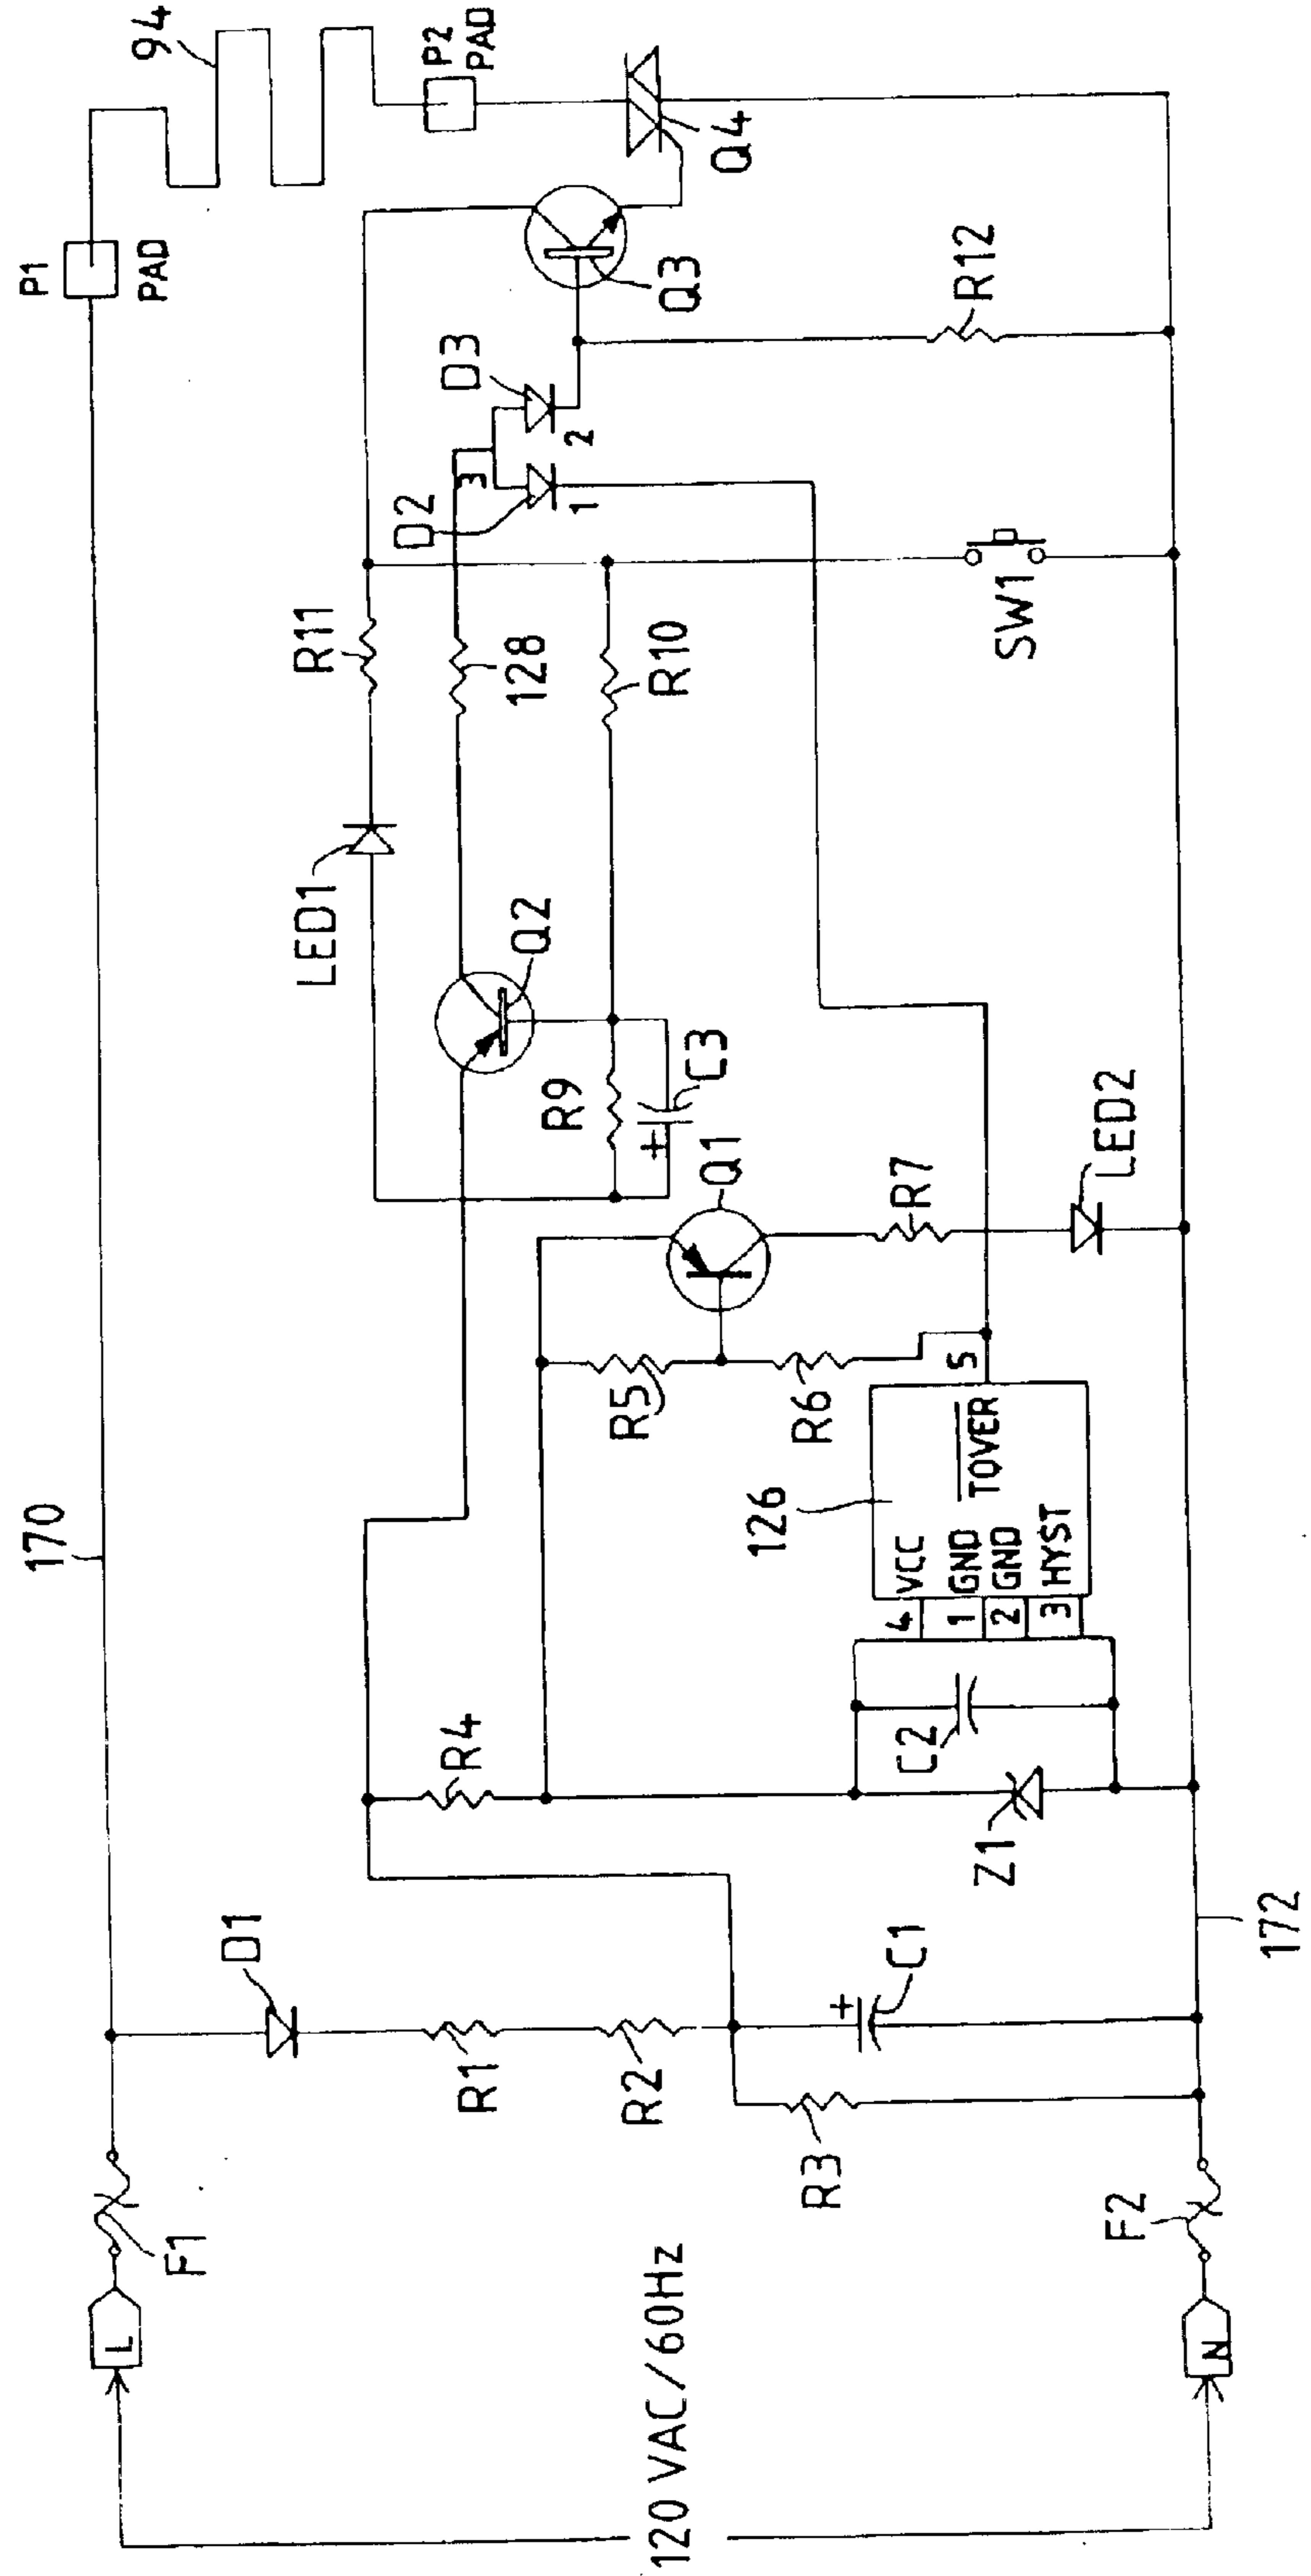 170
P1
PAD
94
P2
PAD
L
F1
D1
R1
R2
R3
C1
120 VAC/60Hz
N
F2
172
R4
Z1
C2
126
4 VCC
1 GND
2 GND
3 HYST
TOVER
5
R5
R6
Q1
R7
LED2
R9
C3
Q2
LED1
R11
128
R10
SW1
D2
D3
3
1
2
Q3
Q4
R12